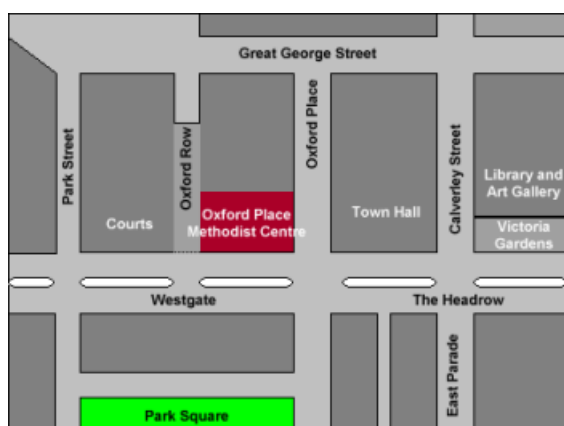 Great George Street
Park Street
Oxford Row
Oxford Place
Calverley Street
Library and
Art Gallery
Courts
Oxford Place
Methodist Centre
Town Hall
Victoria
Gardens
Westgate
The Headrow
East Parade
Park Square